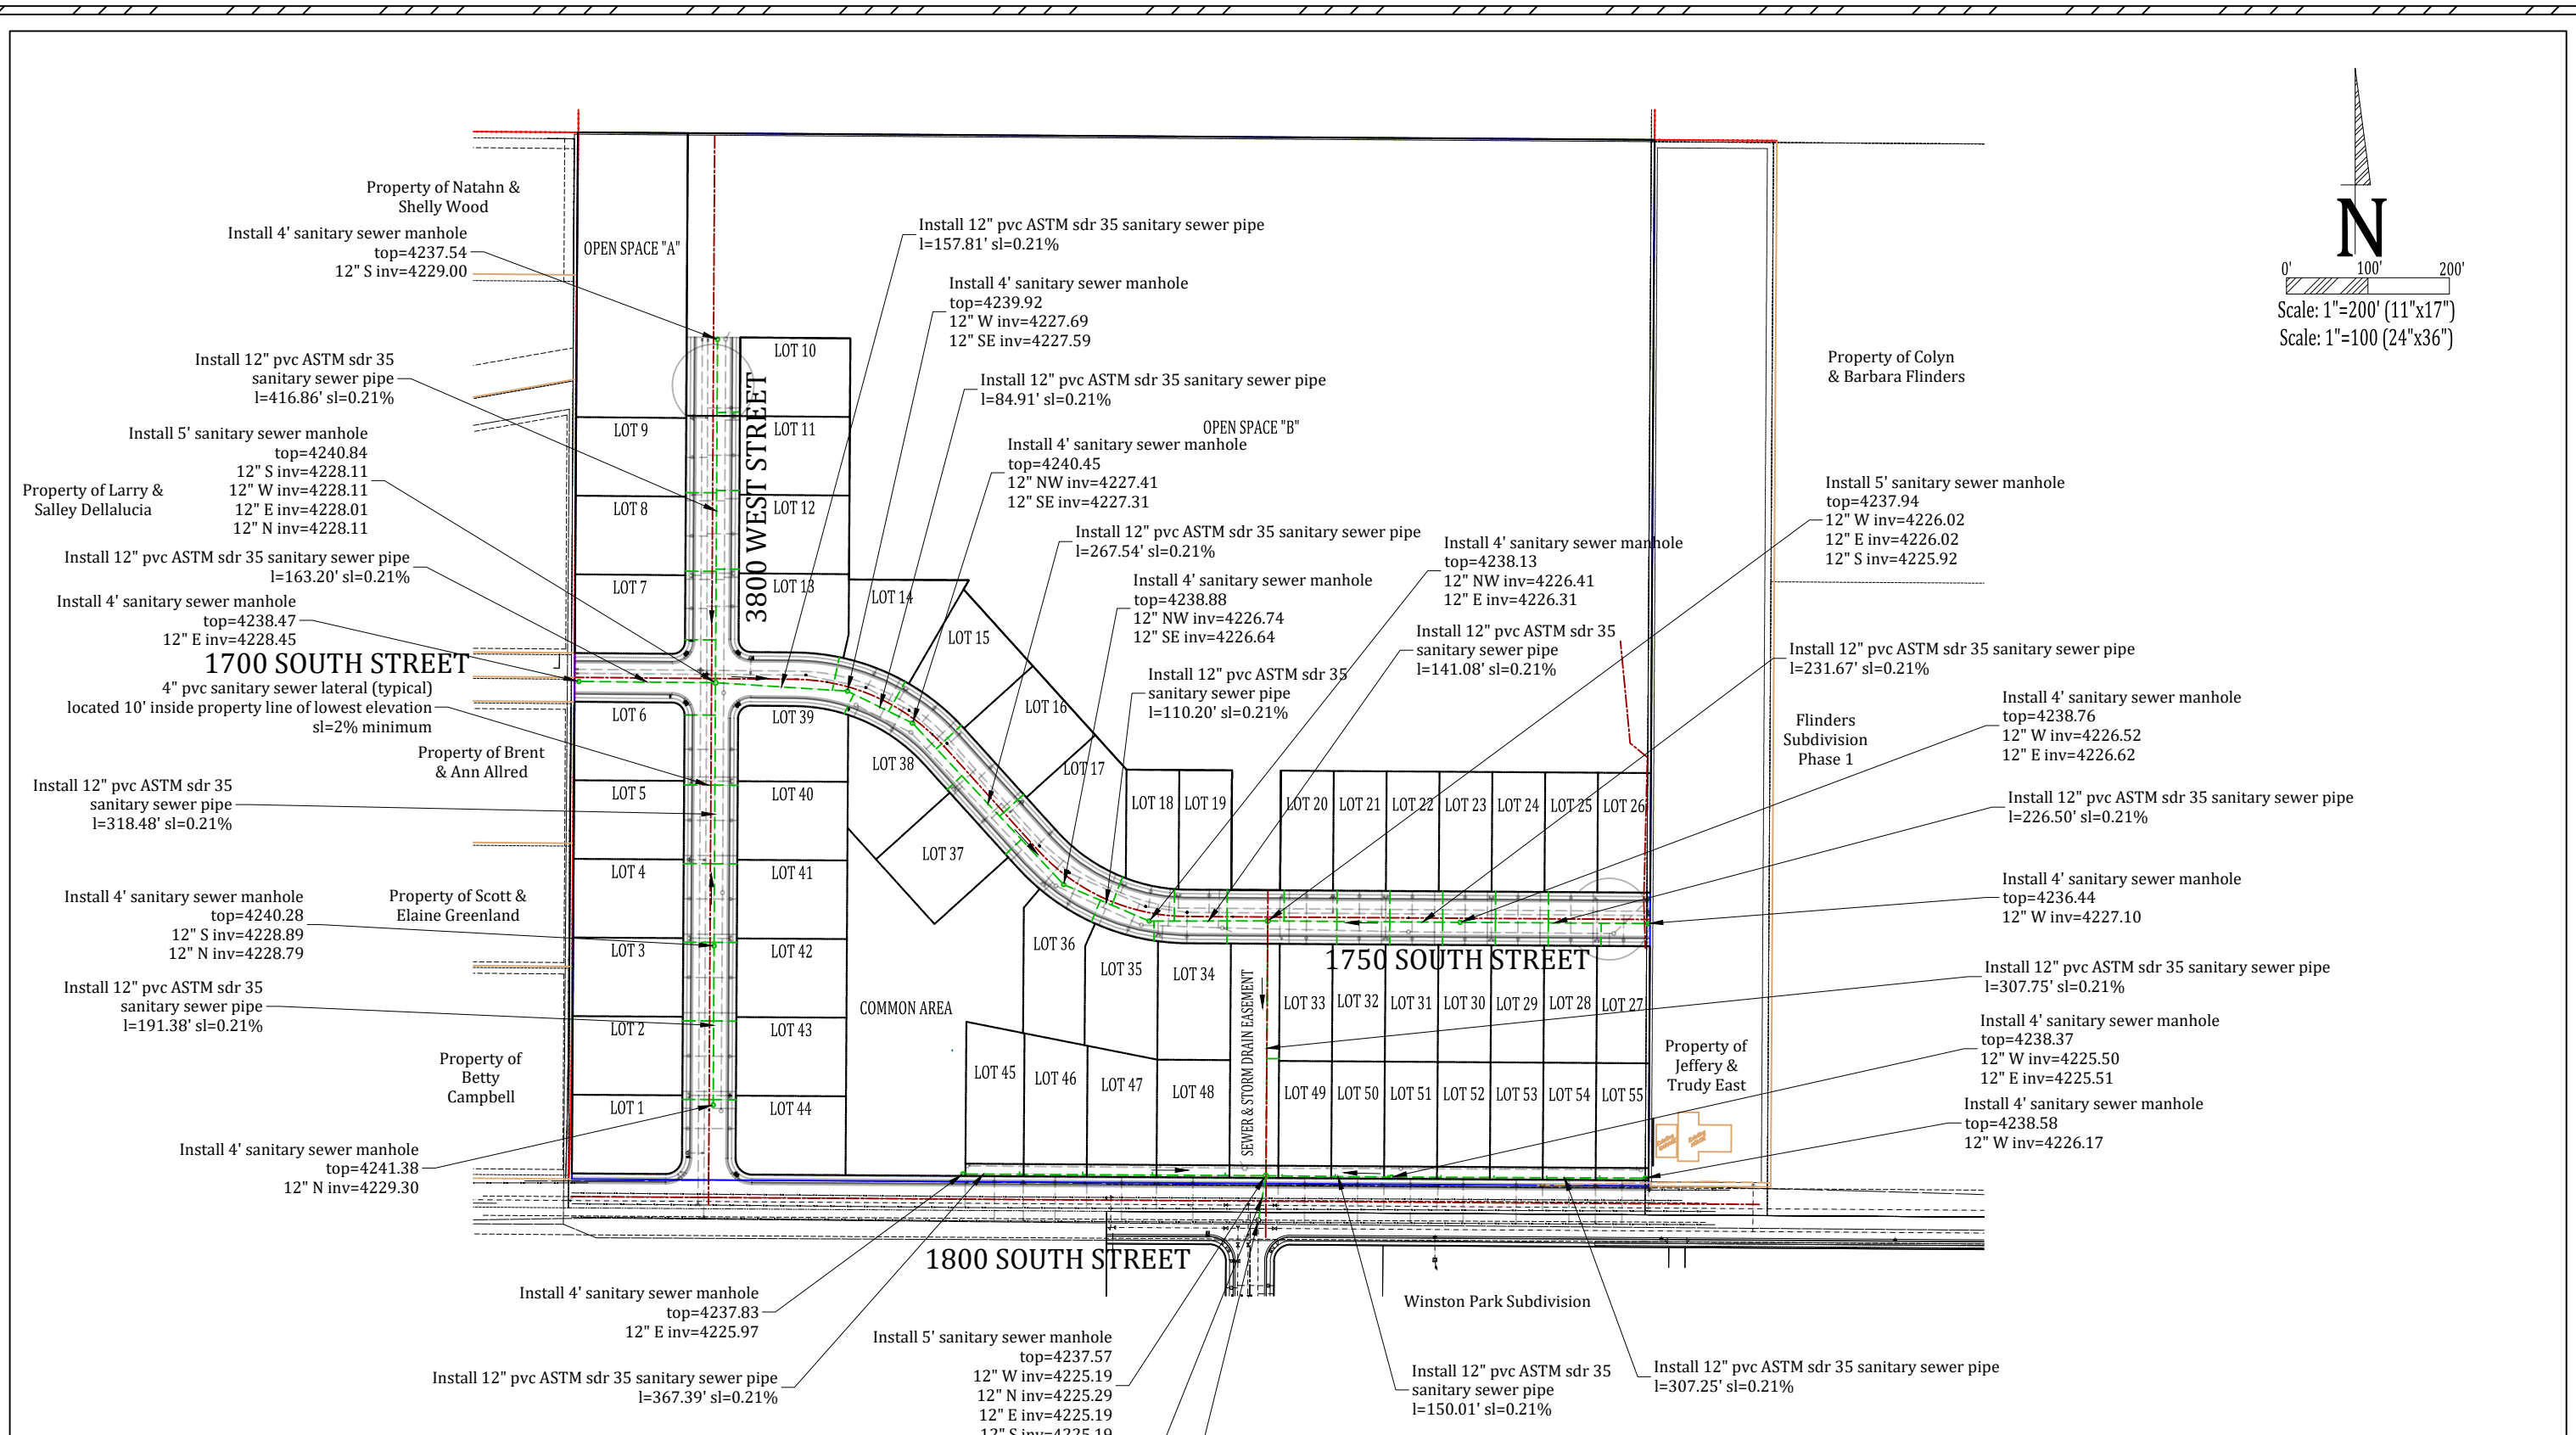 Property of Natahn &
Shelly Wood
Install 4' sanitary sewer manhole
top=4237.54
12" S inv=4229.00
Install 12" pvc ASTM sdr 35
sanitary sewer pipe
l=416.86' sl=0.21%
Install 5' sanitary sewer manhole
top=4240.84
12" S inv=4228.11
12" W inv=4228.11
12" E inv=4228.01
12" N inv=4228.11
Property of Larry &
Salley Dellalucia
Install 12" pvc ASTM sdr 35 sanitary sewer pipe
l=163.20' sl=0.21%
Install 4' sanitary sewer manhole
top=4238.47
12" E inv=4228.45
1700 SOUTH STREET
4" pvc sanitary sewer lateral (typical)
located 10' inside property line of lowest elevation
sl=2% minimum
Property of Brent
& Ann Allred
Install 12" pvc ASTM sdr 35
sanitary sewer pipe
l=318.48' sl=0.21%
Install 4' sanitary sewer manhole
top=4240.28
12" S inv=4228.89
12" N inv=4228.79
Property of Scott &
Elaine Greenland
Install 12" pvc ASTM sdr 35
sanitary sewer pipe
l=191.38' sl=0.21%
Property of
Betty
Campbell
Install 4' sanitary sewer manhole
top=4241.38
12" N inv=4229.30
OPEN SPACE "A"
LOT 9
LOT 8
LOT 7
LOT 6
LOT 5
LOT 4
LOT 3
LOT 2
LOT 1
3800 WEST STREET
LOT 10
LOT 11
LOT 12
LOT 13
LOT 39
LOT 40
LOT 41
LOT 42
LOT 43
LOT 44
Install 12" pvc ASTM sdr 35 sanitary sewer pipe
l=157.81' sl=0.21%
Install 4' sanitary sewer manhole
top=4239.92
12" W inv=4227.69
12" SE inv=4227.59
Install 12" pvc ASTM sdr 35 sanitary sewer pipe
l=84.91' sl=0.21%
OPEN SPACE "B"
Install 4' sanitary sewer manhole
top=4240.45
12" NW inv=4227.41
12" SE inv=4227.31
Install 12" pvc ASTM sdr 35 sanitary sewer pipe
l=267.54' sl=0.21%
Install 4' sanitary sewer manhole
top=4238.88
12" NW inv=4226.74
12" SE inv=4226.64
Install 12" pvc ASTM sdr 35
sanitary sewer pipe
l=110.20' sl=0.21%
Install 4' sanitary sewer manhole
top=4238.13
12" NW inv=4226.41
12" E inv=4226.31
Install 12" pvc ASTM sdr 35
sanitary sewer pipe
l=141.08' sl=0.21%
LOT 14
LOT 15
LOT 16
LOT 17
LOT 38
LOT 37
LOT 18
LOT 19
LOT 20
LOT 21
LOT 22
LOT 23
LOT 24
LOT 25
LOT 26
LOT 36
LOT 35
LOT 34
1750 SOUTH STREET
SEWER & STORM DRAIN EASEMENT
LOT 33
LOT 32
LOT 31
LOT 30
LOT 29
LOT 28
LOT 27
COMMON AREA
LOT 45
LOT 46
LOT 47
LOT 48
LOT 49
LOT 50
LOT 51
LOT 52
LOT 53
LOT 54
LOT 55
N
0'
100'
200'
Scale: 1"=200' (11"x17")
Scale: 1"=100 (24"x36")
Property of Colyn
& Barbara Flinders
Install 5' sanitary sewer manhole
top=4237.94
12" W inv=4226.02
12" E inv=4226.02
12" S inv=4225.92
Install 12" pvc ASTM sdr 35 sanitary sewer pipe
l=231.67' sl=0.21%
Flinders
Subdivision
Phase 1
Install 4' sanitary sewer manhole
top=4238.76
12" W inv=4226.52
12" E inv=4226.62
Install 12" pvc ASTM sdr 35 sanitary sewer pipe
l=226.50' sl=0.21%
Install 4' sanitary sewer manhole
top=4236.44
12" W inv=4227.10
Install 12" pvc ASTM sdr 35 sanitary sewer pipe
l=307.75' sl=0.21%
Property of
Jeffery &
Trudy East
Install 4' sanitary sewer manhole
top=4238.37
12" W inv=4225.50
12" E inv=4225.51
Install 4' sanitary sewer manhole
top=4238.58
12" W inv=4226.17
1800 SOUTH STREET
Winston Park Subdivision
Install 4' sanitary sewer manhole
top=4237.83
12" E inv=4225.97
Install 12" pvc ASTM sdr 35 sanitary sewer pipe
l=367.39' sl=0.21%
Install 5' sanitary sewer manhole
top=4237.57
12" W inv=4225.19
12" N inv=4225.29
12" E inv=4225.19
12" S inv=4225.19
Install 12" pvc ASTM sdr 35
sanitary sewer pipe
l=150.01' sl=0.21%
Install 12" pvc ASTM sdr 35 sanitary sewer pipe
l=307.25' sl=0.21%